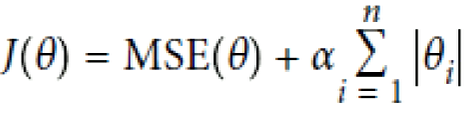 J(θ) = MSE(θ) + α ∑_{i = 1}^{n} |θ_i|